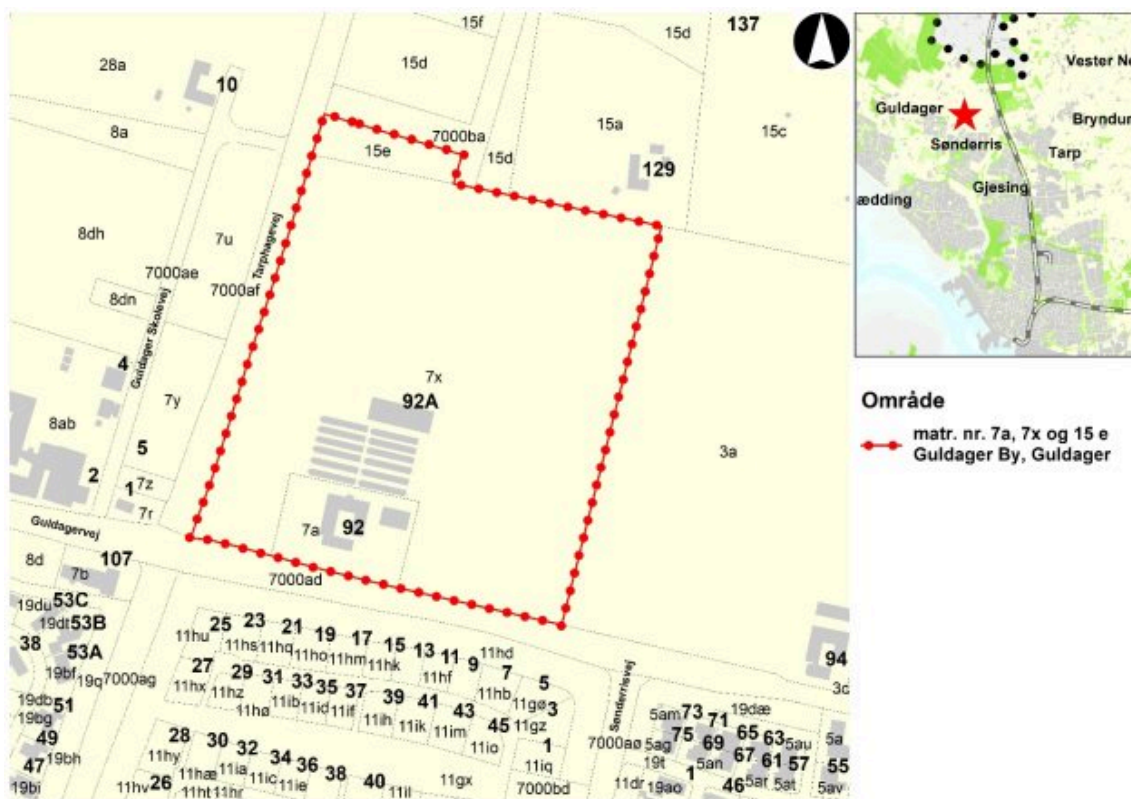 15f
137
15d
15d
28a
10
15a
15c
8a
7000ba
15e
15d
129
Tarphagevej
7u
8dh
7000ae
7000af
8dn
Guldager Skolevej
4
7x
92A
7y
8ab
5
3a
2
1
7z
7r
Guldagervej
7a
92
107
8d
7b
7000ad
19du
53C
19dt
53B
38
53A
19bf
19q
7000ag
19db
51
19bg
49
19bh
47
19bi
25
23
21
19
17
15
13
11
9
7
5
3
11hu
11hs
11hq
11ho
11hm
11hk
11hf
11hd
11hb
11gø
11gz
27
29
31
33
35
37
39
41
43
45
1
11hx
11hz
11hø
11ib
11id
11if
11ih
11ik
11im
11io
11iq
28
30
32
34
36
38
40
11hy
11hæ
11ia
11ic
11ie
11il
11gx
7000bd
11hv
26
11ht
11hr
Sønderrisvej
7000aø
94
3c
5am
73
71
19dæ
65
63
5au
5a
5ag
75
69
67
61
57
55
19t
5an
5ar
5at
5av
11dr
19ao
1
46
Vester Ne
Guldager
Bryndum
Sønderris
Tarp
Gjesing
ædding
Område
matr. nr. 7a, 7x og 15 e
Guldager By, Guldager